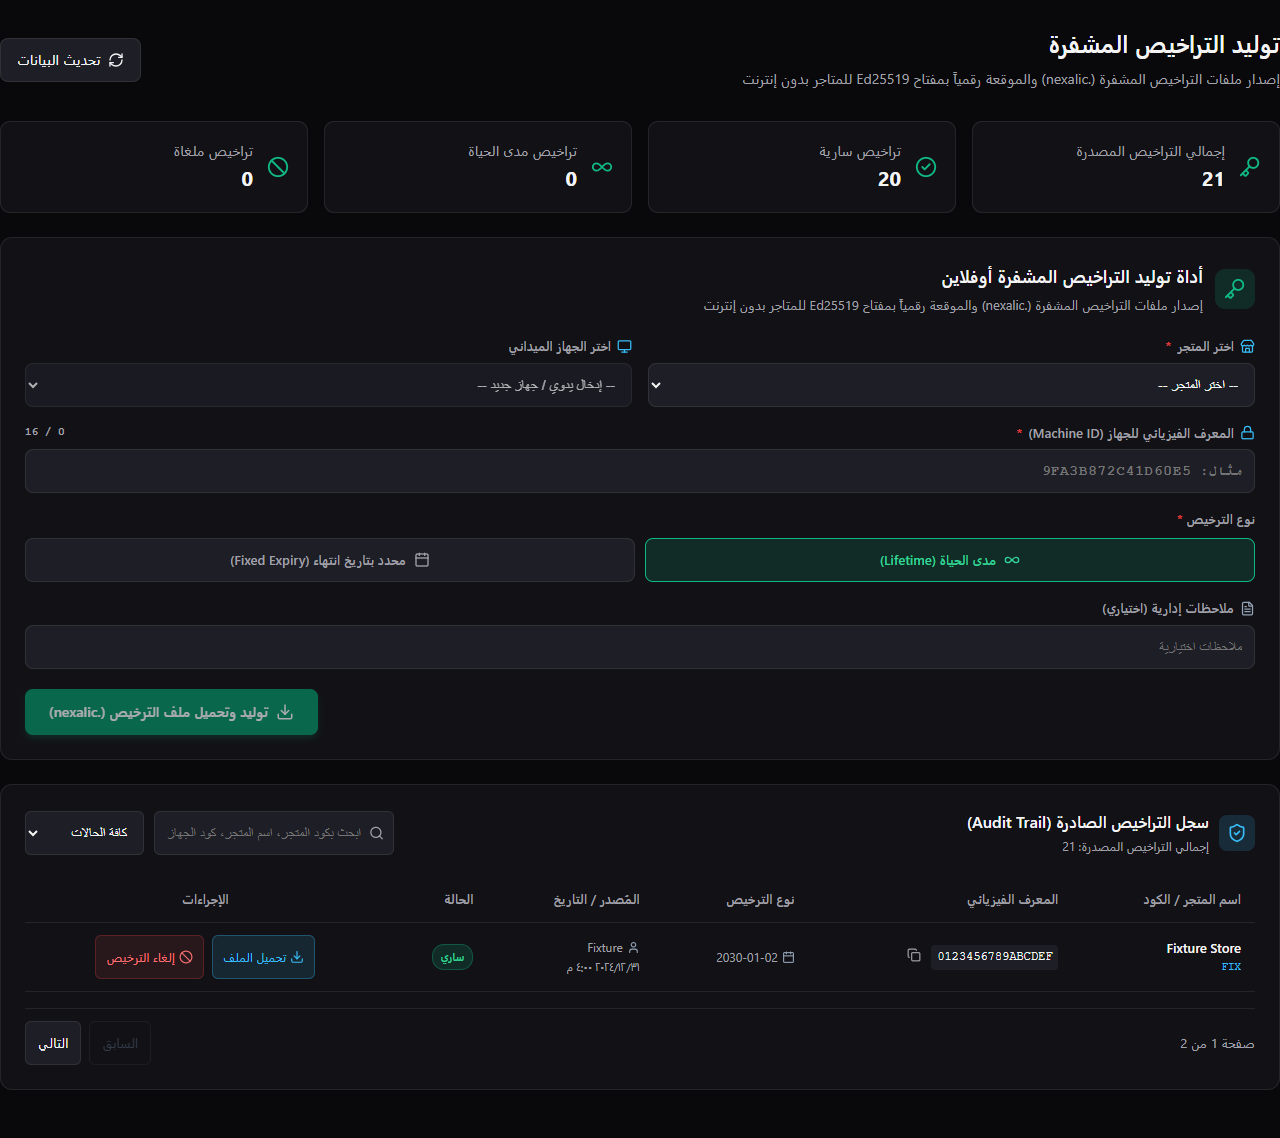 توليد التراخيص المشفرة
إصدار ملفات التراخيص المشفرة (.nexalic) والموقعة رقمياً بمفتاح Ed25519 للمتاجر بدون إنترنت
تحديث البيانات
إجمالي التراخيص المصدرة
21
تراخيص سارية
20
تراخيص مدى الحياة
0
تراخيص ملغاة
0
أداة توليد التراخيص المشفرة أوفلاين
إصدار ملفات التراخيص المشفرة (.nexalic) والموقعة رقمياً بمفتاح Ed25519 للمتاجر بدون إنترنت
اختر المتجر *
-- اختر المتجر --
اختر الجهاز الميداني
-- إدخال يدوي / جهاز جديد --
المعرف الفيزيائي للجهاز (Machine ID) *
16 / 0
مثال: 9FA3B872C41D60E5
نوع الترخيص *
مدى الحياة (Lifetime)
محدد بتاريخ انتهاء (Fixed Expiry)
ملاحظات إدارية (اختياري)
ملاحظات اختيارية
توليد وتحميل ملف الترخيص (.nexalic)
سجل التراخيص الصادرة (Audit Trail)
إجمالي التراخيص المصدرة: 21
ابحث بكود المتجر، اسم المتجر، كود الجهاز
كافة الحالات
اسم المتجر / الكود
المعرف الفيزيائي
نوع الترخيص
المُصدر / التاريخ
الحالة
الإجراءات
Fixture Store
FIX
0123456789ABCDEF
2030-01-02
Fixture
٣١‏/١٢‏/٢٠٢٤ ٤:٠٠ م
ساري
تحميل الملف
إلغاء الترخيص
صفحة 1 من 2
السابق
التالي